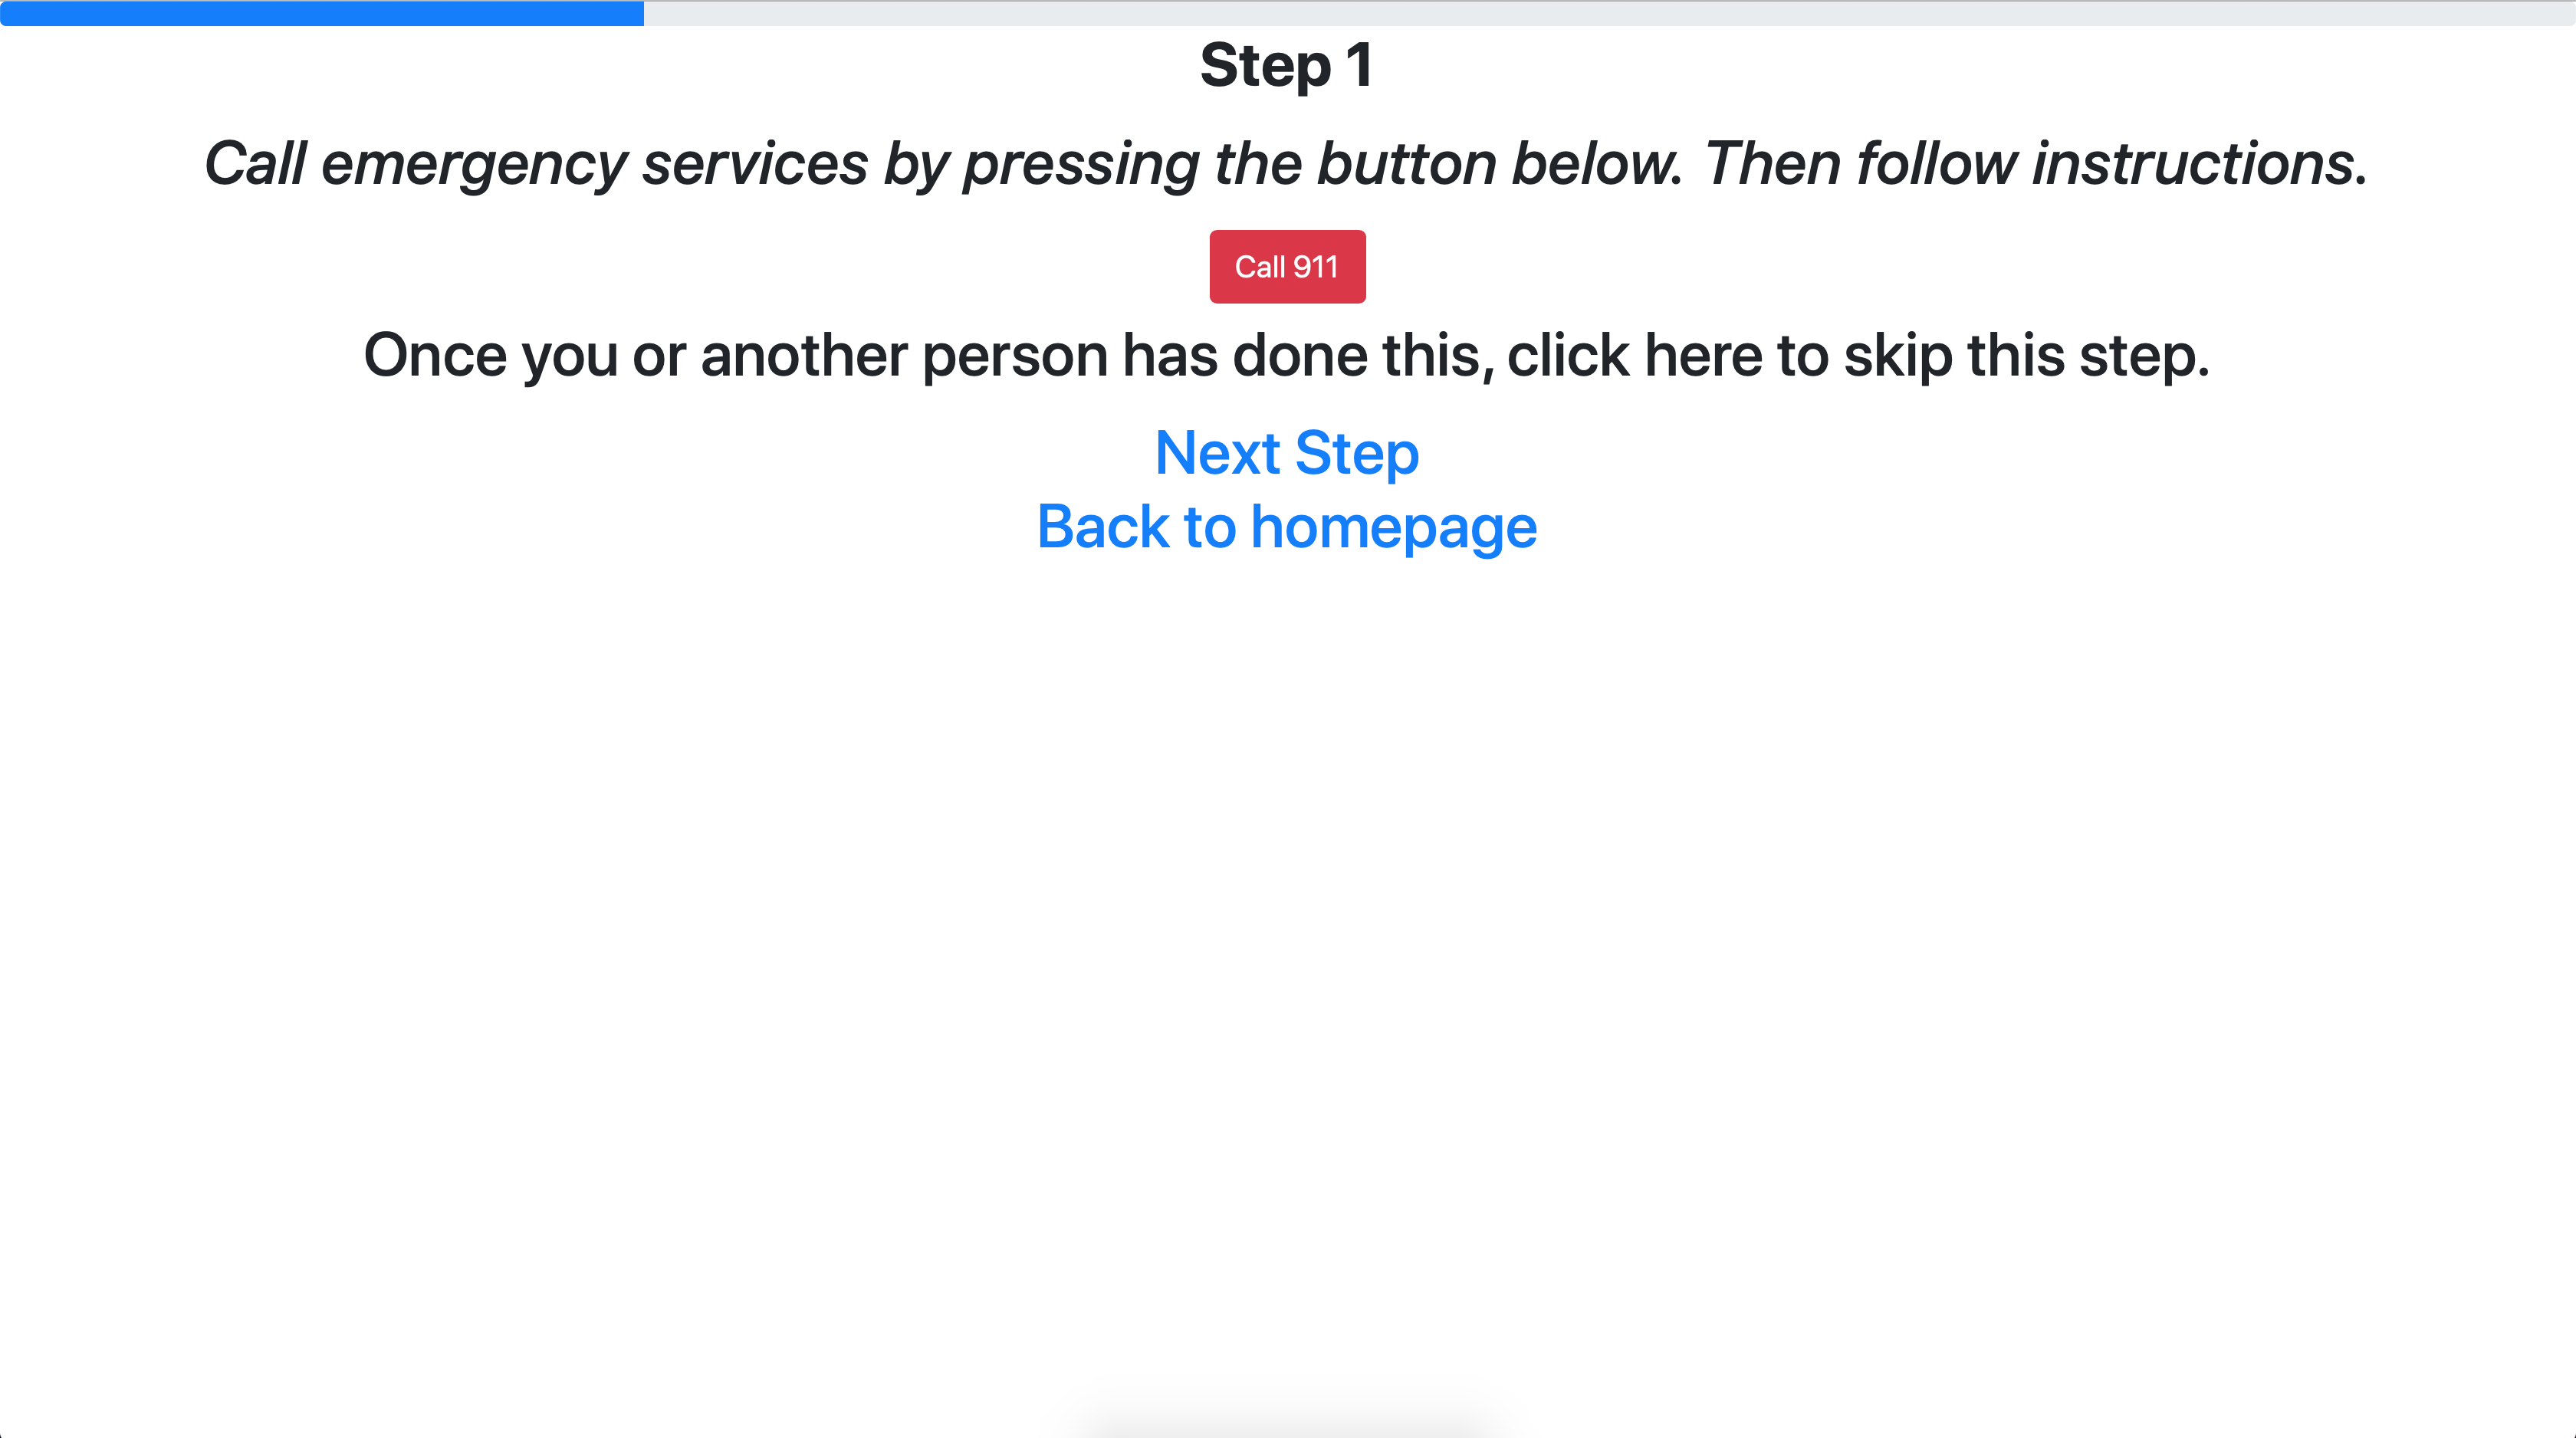 Step 1
Call emergency services by pressing the button below. Then follow instructions.
Call 911
Once you or another person has done this, click here to skip this step.
Next Step
Back to homepage